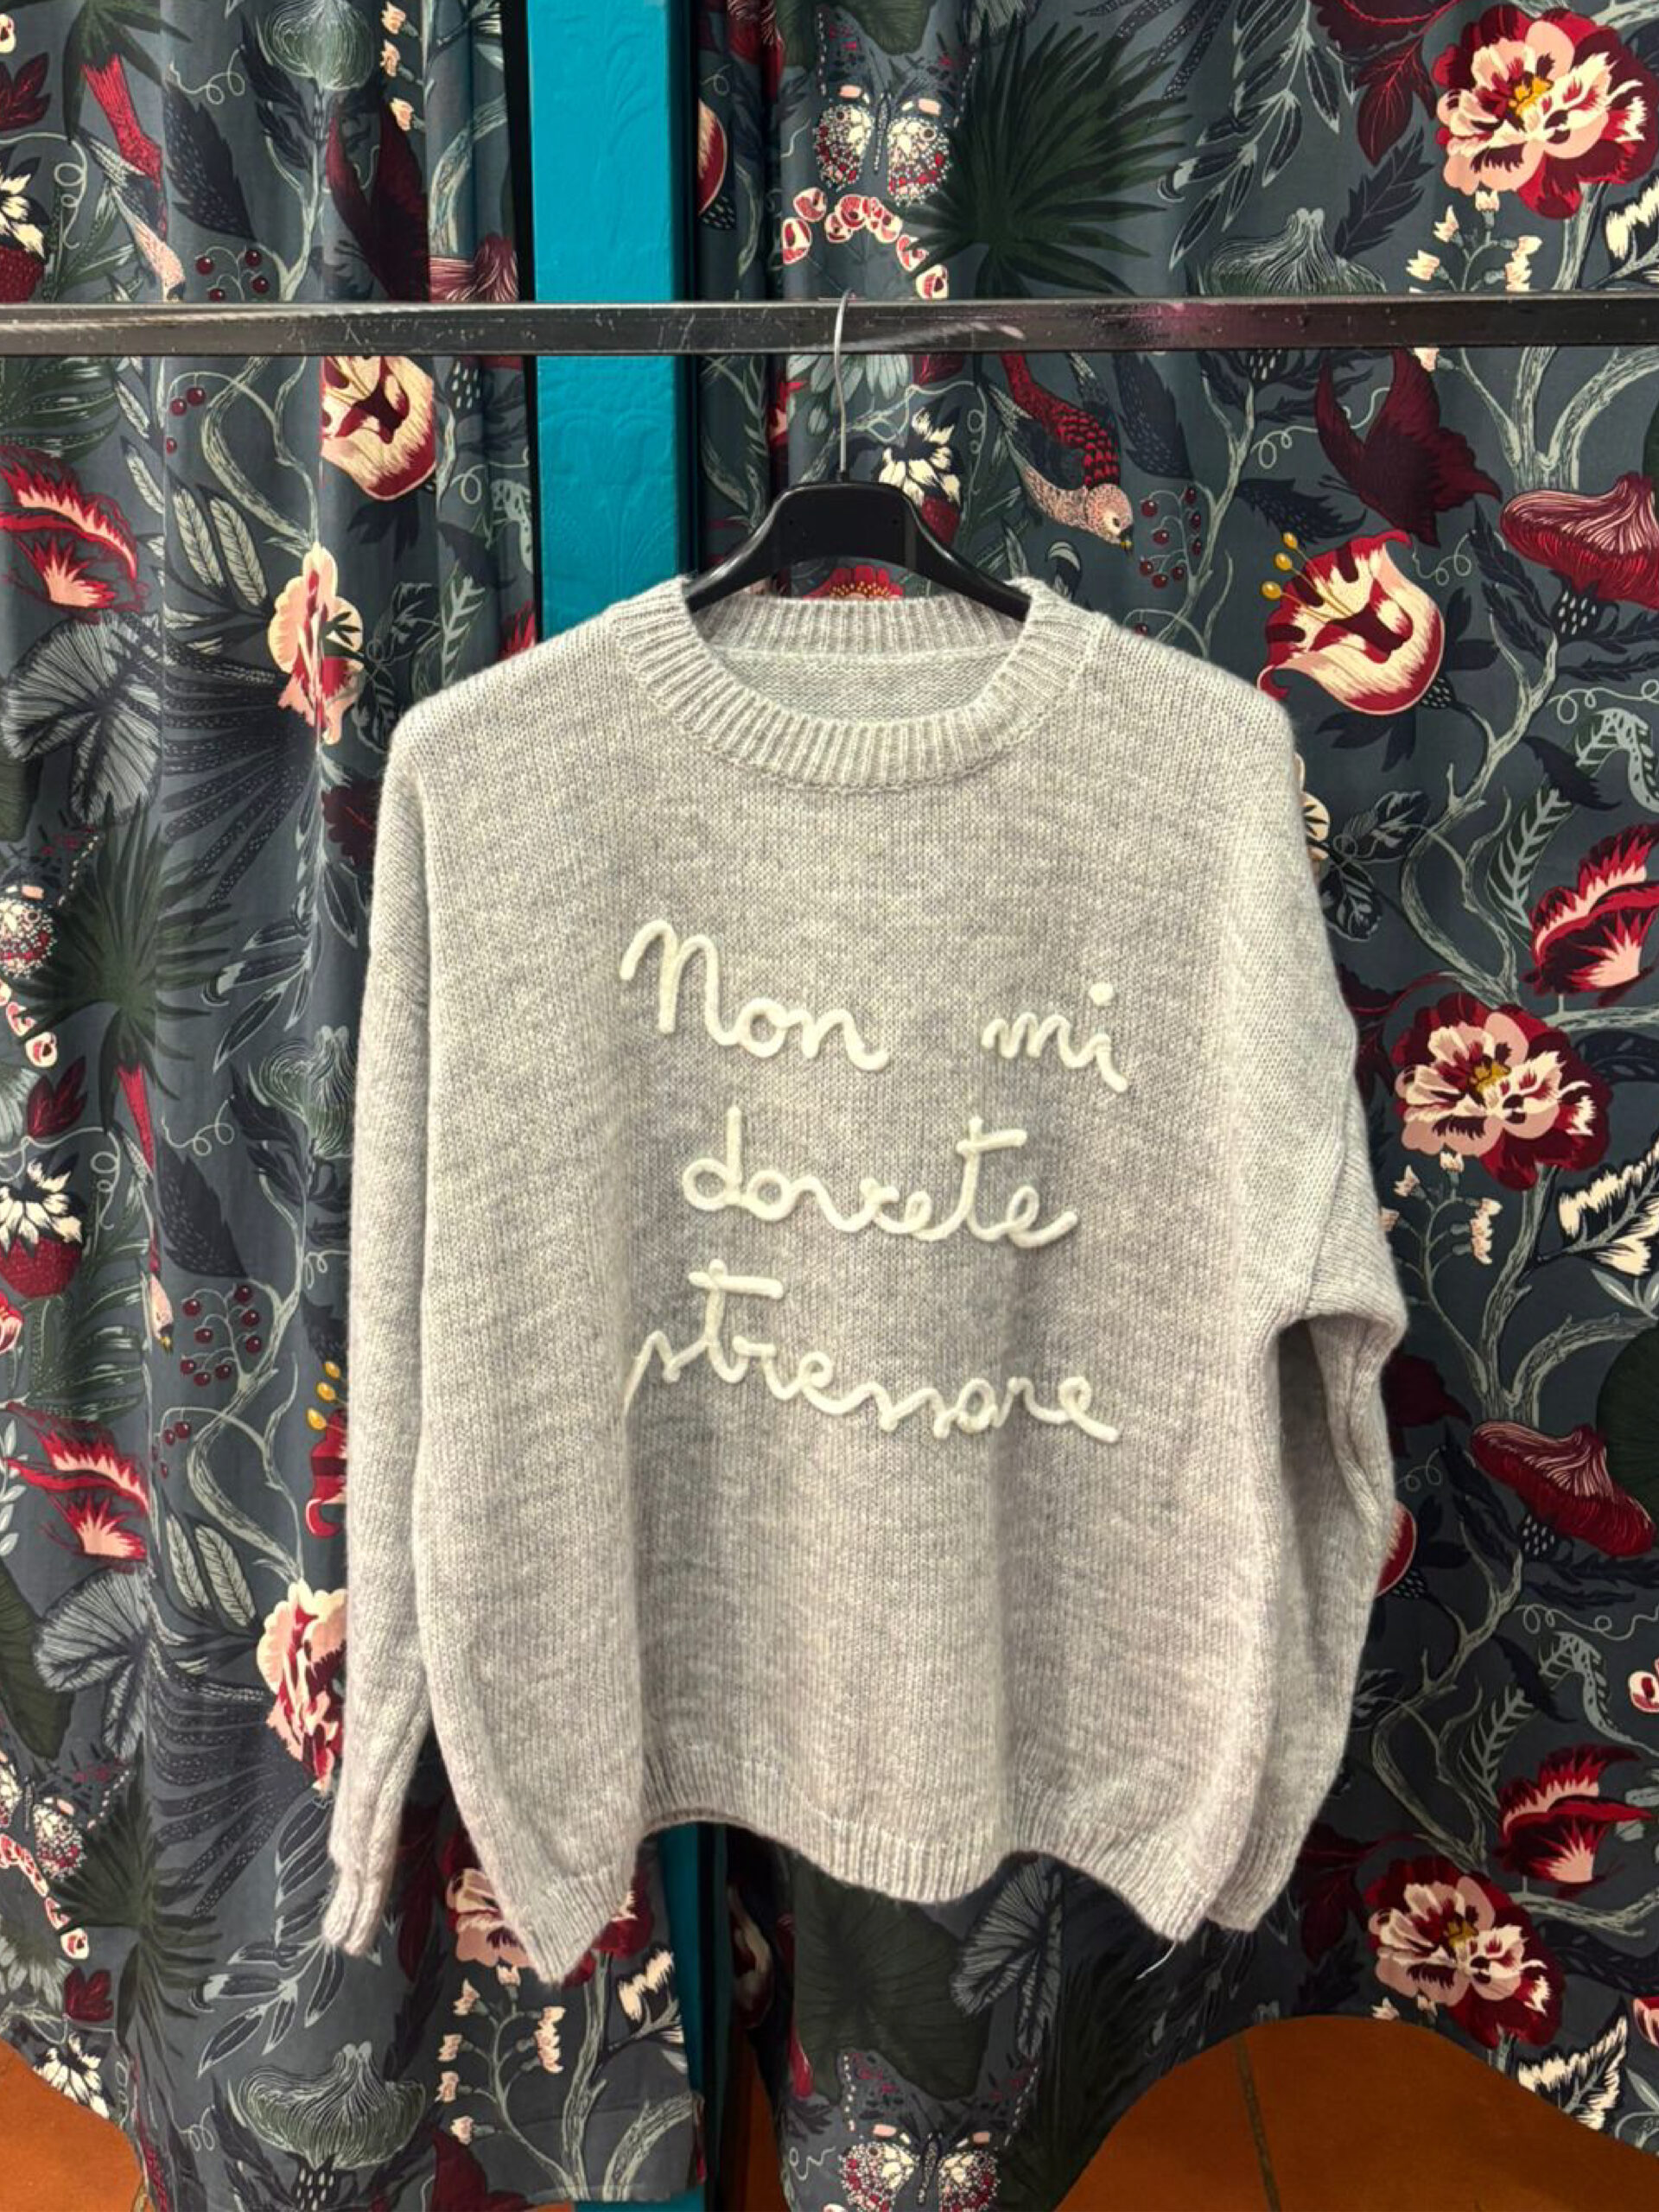 Non mi
dovete
stressare